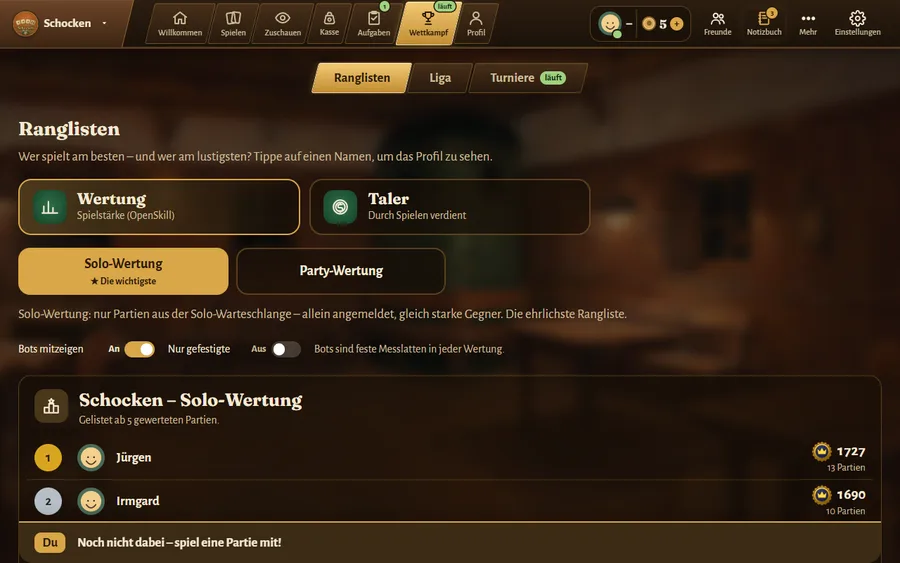 Schocken
Willkommen
Spielen
Zuschauen
Kasse
1
Aufgaben
läuft
Wettkampf
Profil
–
5
+
Freunde
3
Notizbuch
Mehr
Einstellungen
Ranglisten
Liga
Turniere läuft
Ranglisten
Wer spielt am besten – und wer am lustigsten? Tippe auf einen Namen, um das Profil zu sehen.
Wertung
Spielstärke (OpenSkill)
Taler
Durch Spielen verdient
Solo-Wertung
★ Die wichtigste
Party-Wertung
Solo-Wertung: nur Partien aus der Solo-Warteschlange – allein angemeldet, gleich starke Gegner. Die ehrlichste Rangliste.
Bots mitzeigen An Nur gefestigte Aus Bots sind feste Messlatten in jeder Wertung.
Schocken – Solo-Wertung
Gelistet ab 5 gewerteten Partien.
1 Jürgen 1727
13 Partien
2 Irmgard 1690
10 Partien
Du Noch nicht dabei – spiel eine Partie mit!